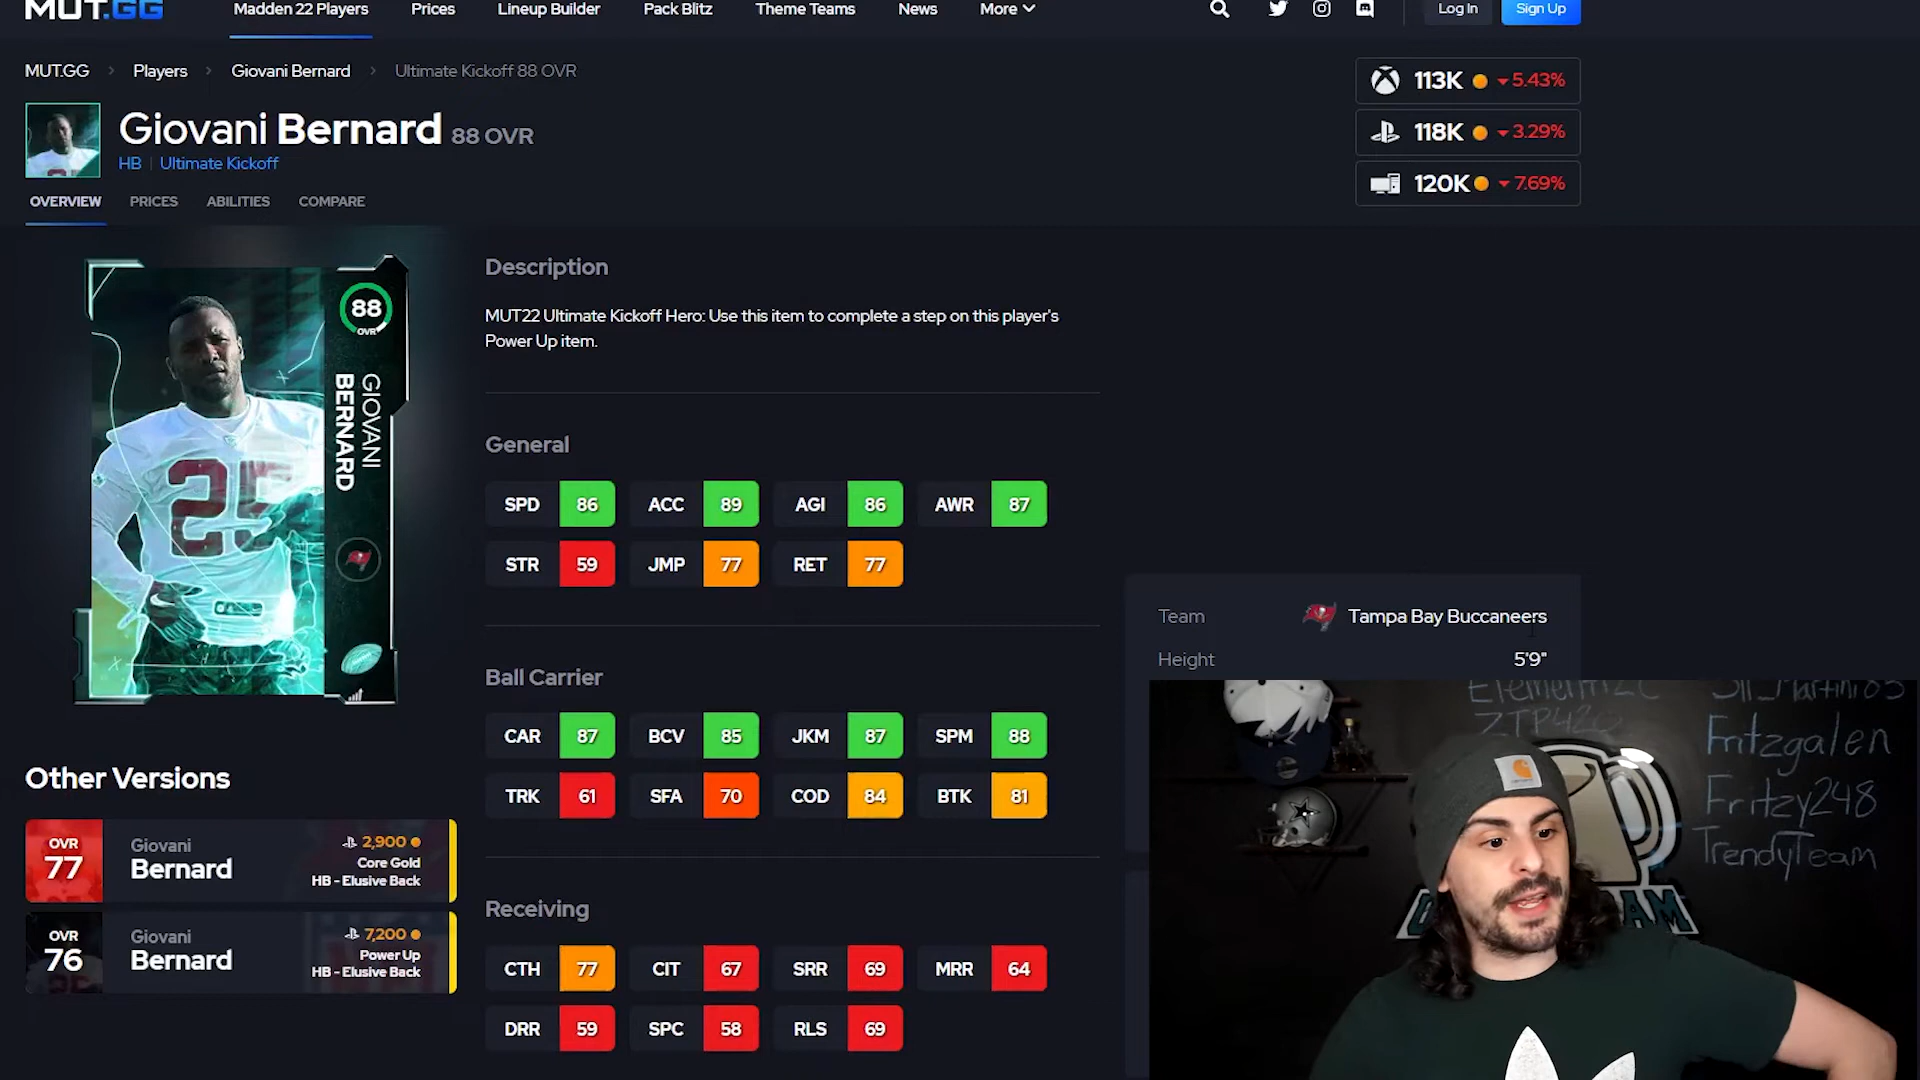 MUT.GG
Madden 22 Players
Prices
Lineup Builder
Pack Blitz
Theme Teams
News
More
Log In
Sign Up
MUT.GG > Players > Giovani Bernard > Ultimate Kickoff 88 OVR
Giovani Bernard 88 OVR
HB | Ultimate Kickoff
113K 5.43%
118K 3.29%
120K 7.69%
OVERVIEW
PRICES
ABILITIES
COMPARE
88
OVR
GIOVANI
BERNARD
25
Description
MUT22 Ultimate Kickoff Hero: Use this item to complete a step on this player's
Power Up item.
General
SPD 86 ACC 89 AGI 86 AWR 87
STR 59 JMP 77 RET 77
Ball Carrier
CAR 87 BCV 85 JKM 87 SPM 88
TRK 61 SFA 70 COD 84 BTK 81
Receiving
CTH 77 CIT 67 SRR 69 MRR 64
DRR 59 SPC 58 RLS 69
Other Versions
OVR
77
Giovani
Bernard
2,900
Core Gold
HB - Elusive Back
OVR
76
Giovani
Bernard
7,200
Power Up
HB - Elusive Back
Team Tampa Bay Buccaneers
Height 5'9"
ZTP420
Fritzgalen
Fritzy248
TrendyTeam